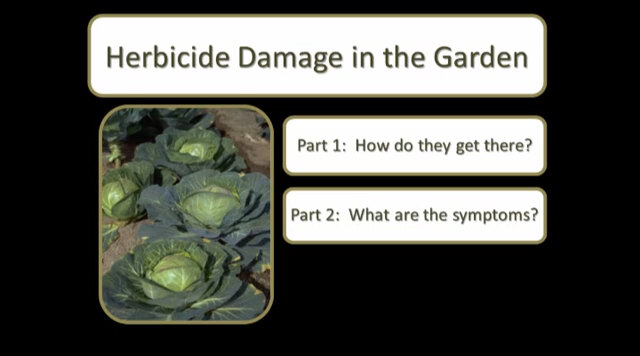 Herbicide Damage in the Garden
Part 1: How do they get there?
Part 2: What are the symptoms?